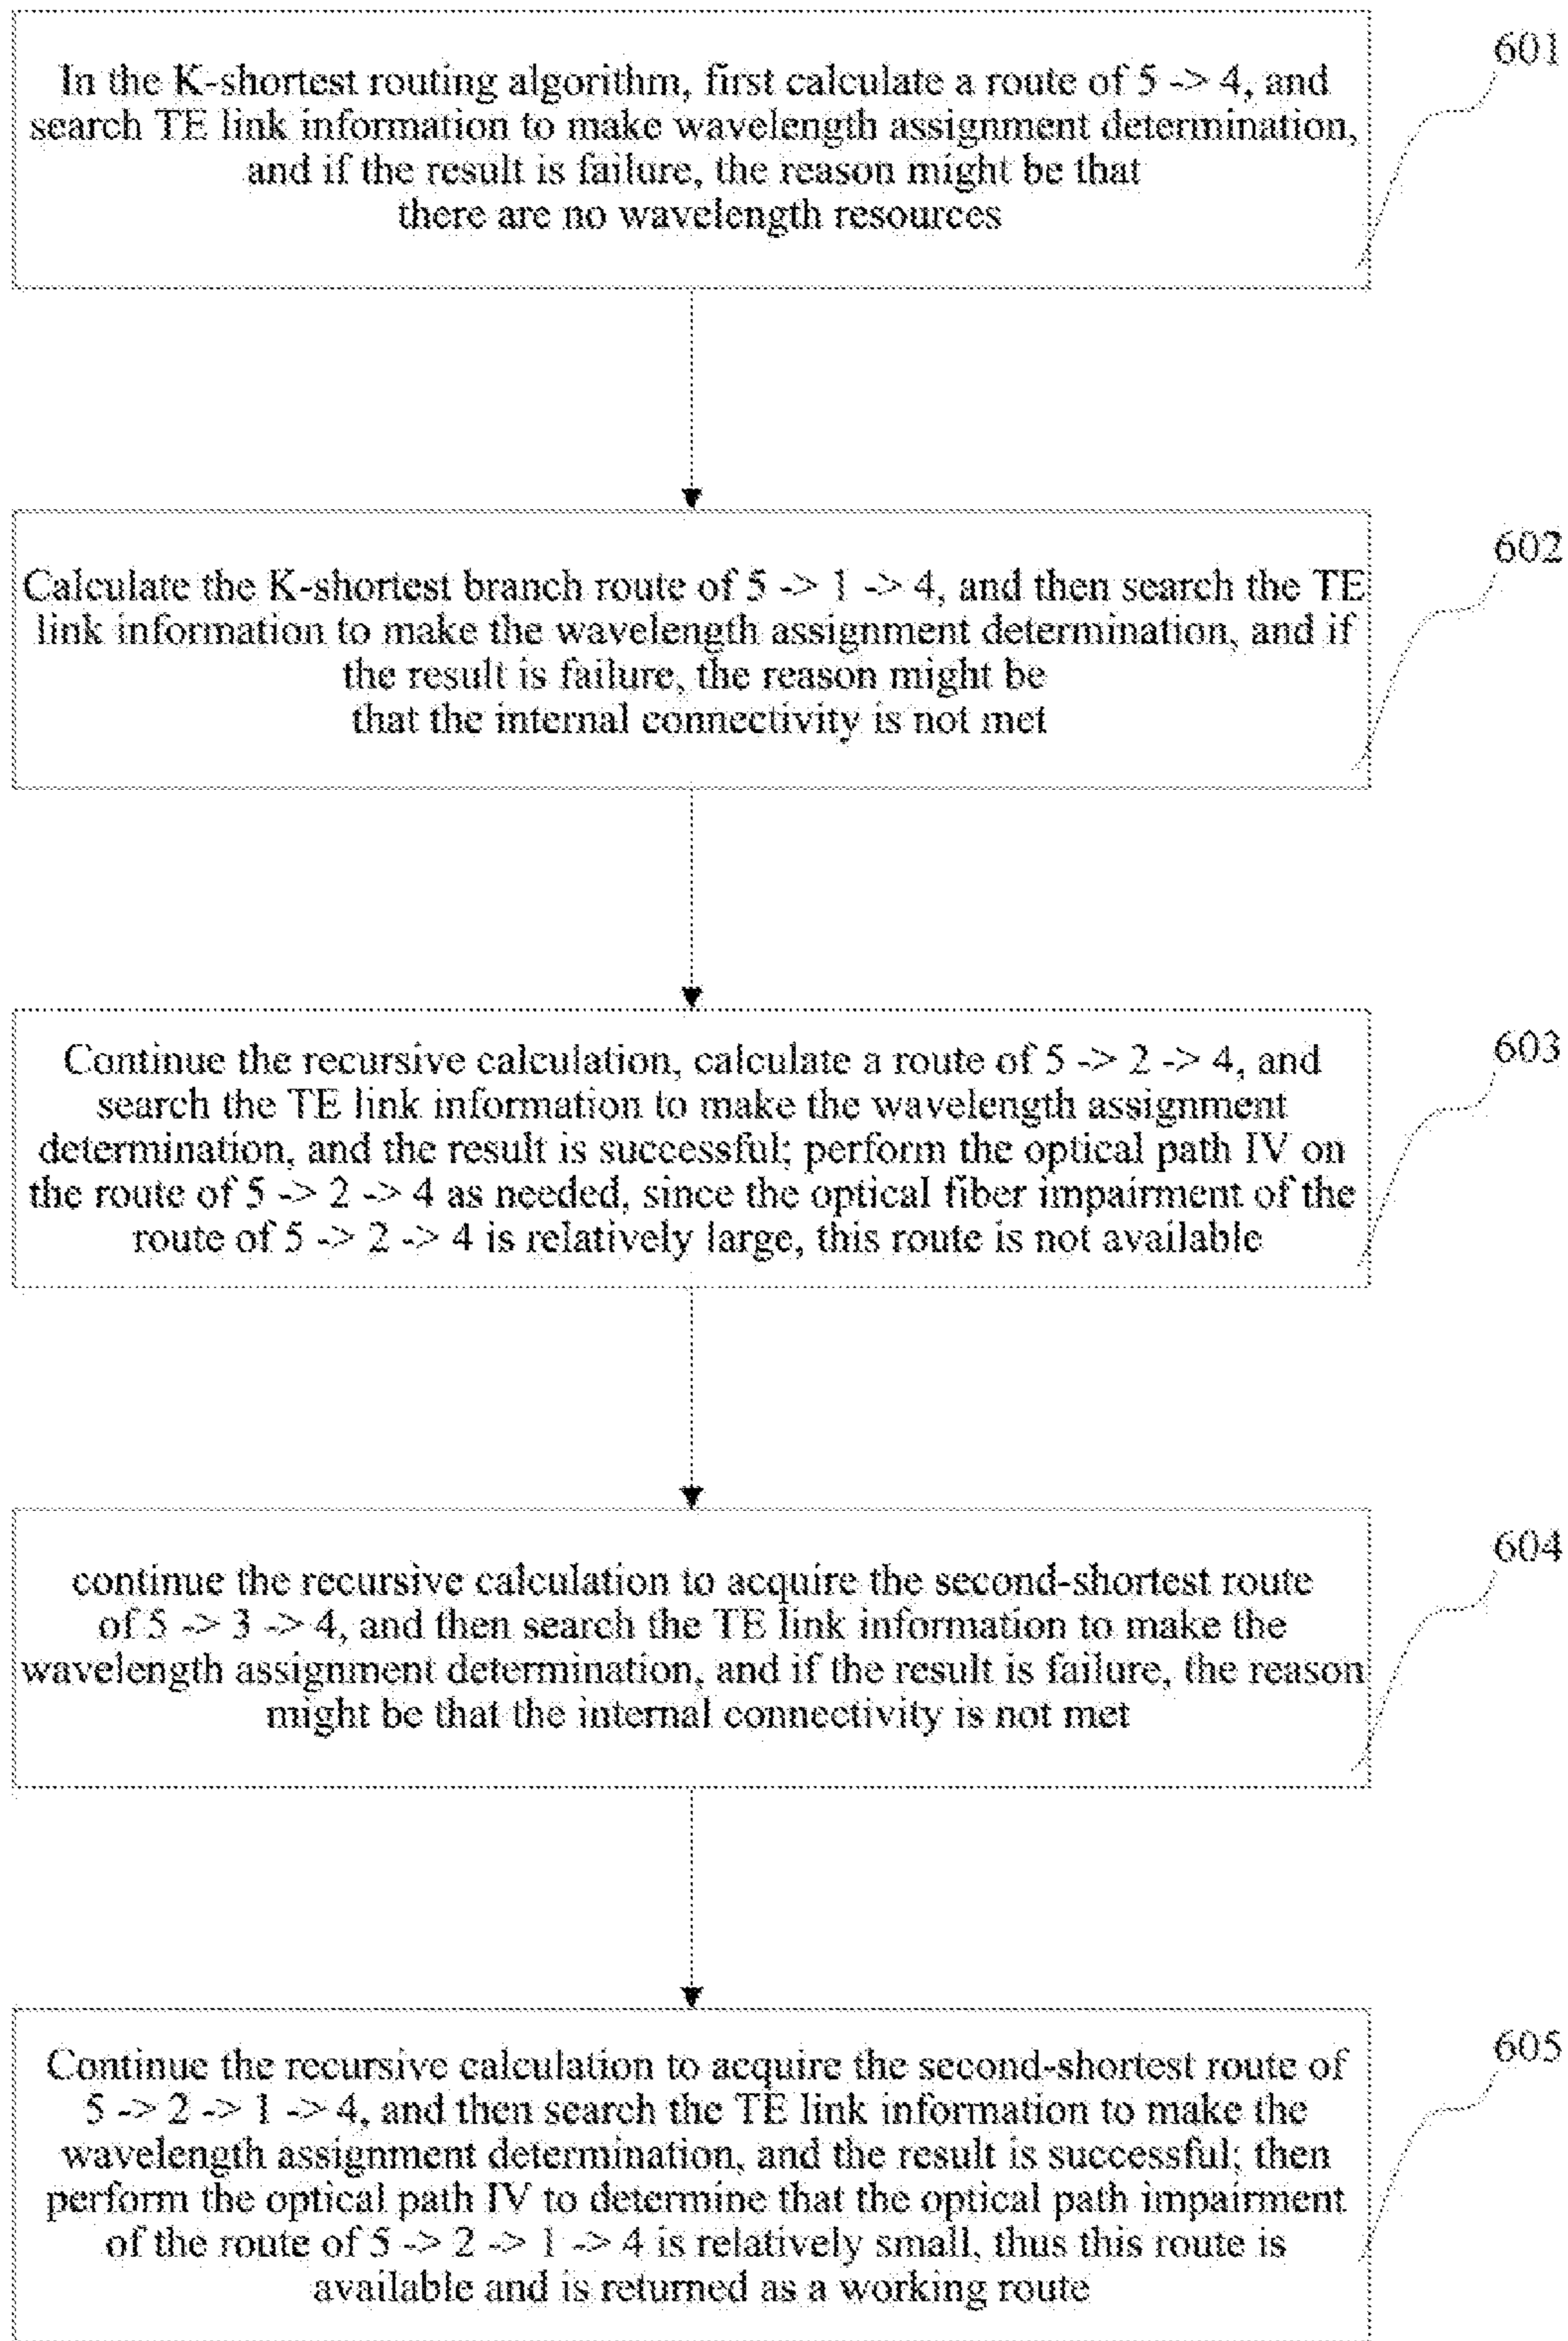 In the K-shortest routing algorithm, first calculate a route of 5 -> 4, and
search TE link information to make wavelength assignment determination,
and if the result is failure, the reason might be that
there are no wavelength resources
601
Calculate the K-shortest branch route of 5 -> 1 -> 4, and then search the TE
link information to make the wavelength assignment determination, and if
the result is failure, the reason might be
that the internal connectivity is not met
602
Continue the recursive calculation, calculate a route of 5 -> 2 -> 4, and
search the TE link information to make the wavelength assignment
determination, and the result is successful; perform the optical path IV on
the route of 5 -> 2 -> 4 as needed, since the optical fiber impairment of the
route of 5 -> 2 -> 4 is relatively large, this route is not available
603
continue the recursive calculation to acquire the second-shortest route
of 5 -> 3 -> 4, and then search the TE link information to make the
wavelength assignment determination, and if the result is failure, the reason
might be that the internal connectivity is not met
604
Continue the recursive calculation to acquire the second-shortest route of
5 -> 2 -> 1 -> 4, and then search the TE link information to make the
wavelength assignment determination, and the result is successful; then
perform the optical path IV to determine that the optical path impairment
of the route of 5 -> 2 -> 1 -> 4 is relatively small, thus this route is
available and is returned as a working route
605